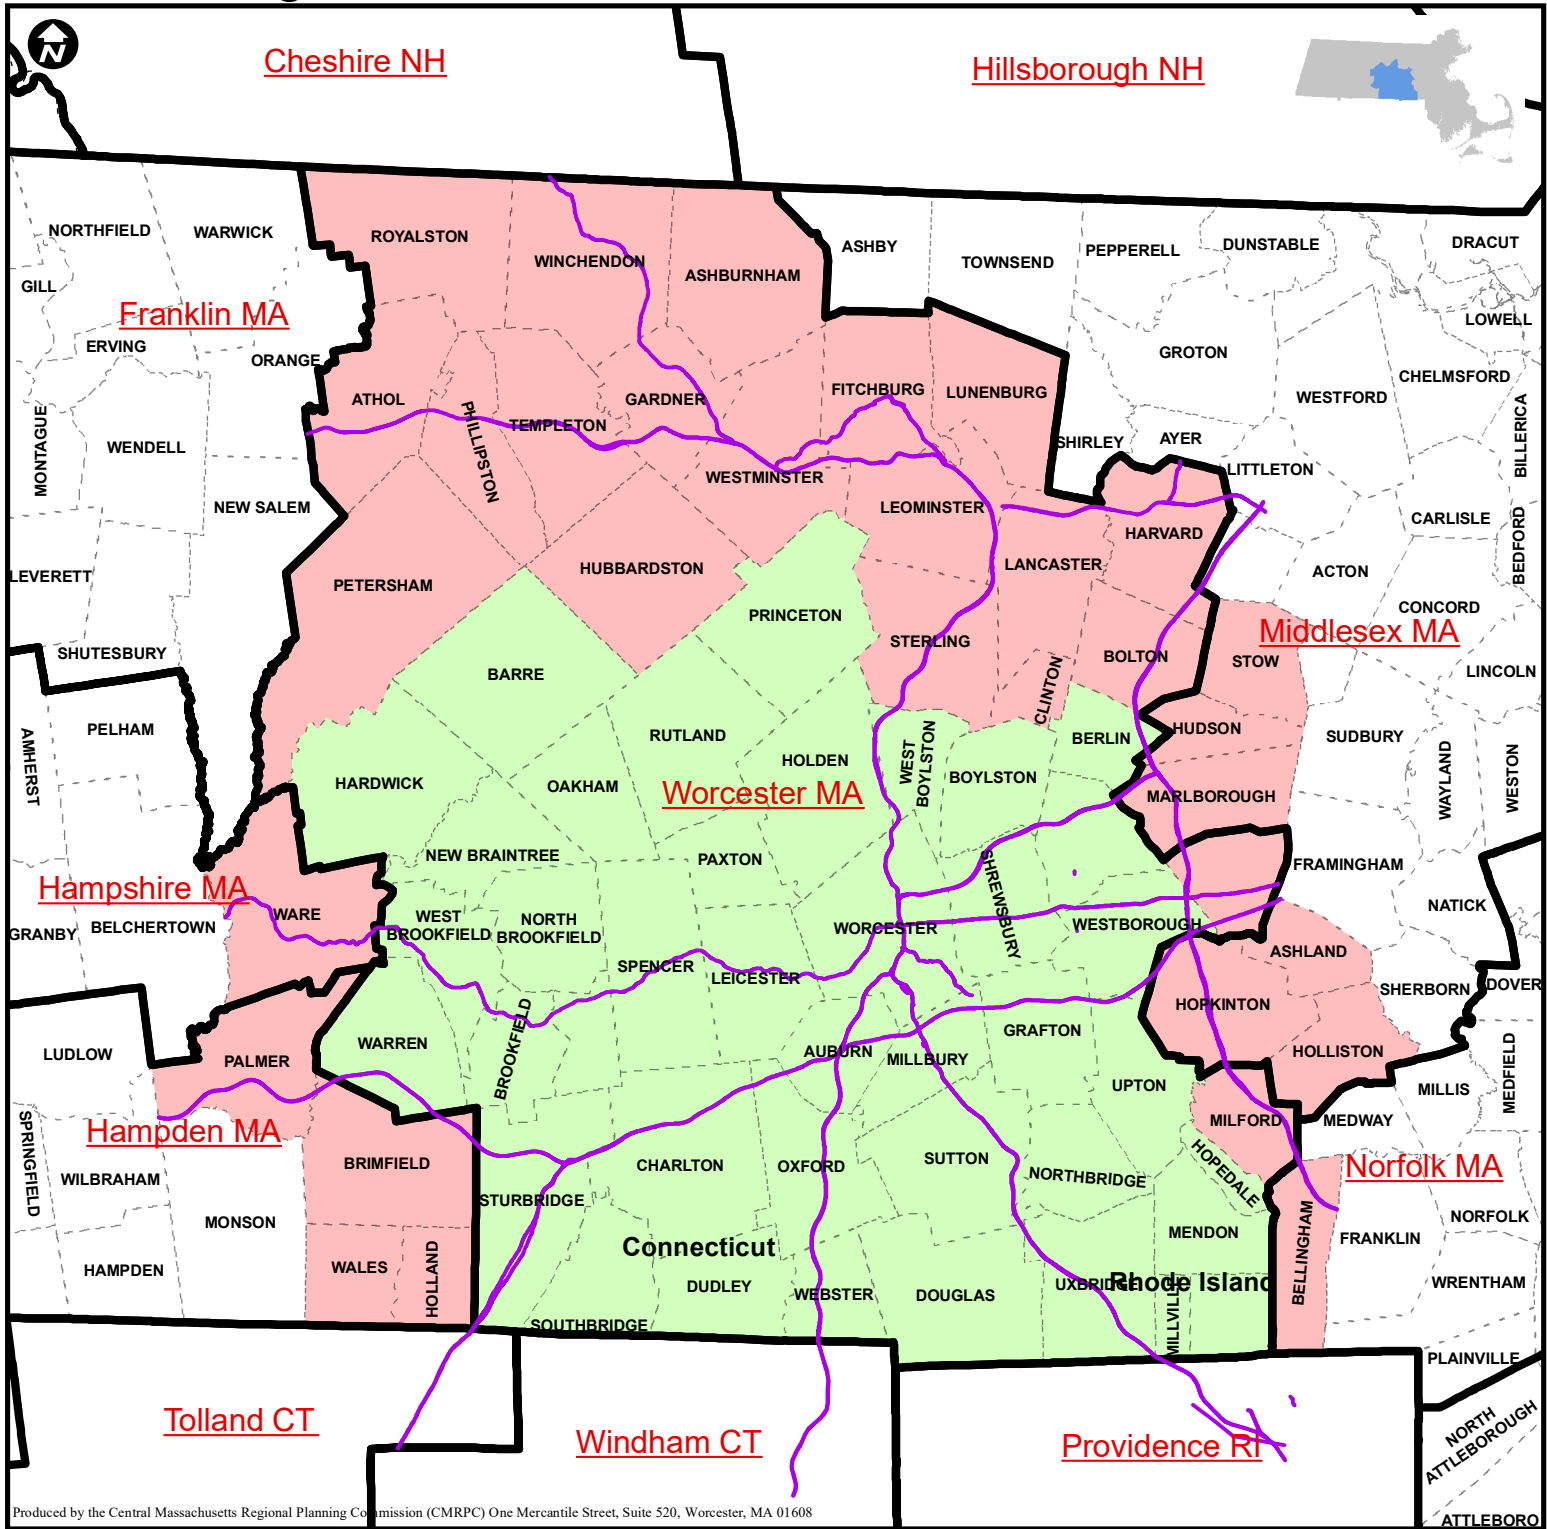 N
Cheshire NH
Hillsborough NH
NORTHFIELD
WARWICK
ROYALSTON
WINCHENDON
ASHBURNHAM
ASHBY
TOWNSEND
PEPPERELL
DUNSTABLE
DRACUT
GILL
Franklin MA
ERVING
ORANGE
LOWELL
GROTON
CHELMSFORD
WESTFORD
BILLERICA
MONTAGUE
WENDELL
ATHOL
PHILLIPSTON
TEMPLETON
GARDNER
FITCHBURG
LUNENBURG
SHIRLEY
AYER
LITTLETON
NEW SALEM
WESTMINSTER
LEOMINSTER
HARVARD
CARLISLE
BEDFORD
LEVERETT
PETERSHAM
HUBBARDSTON
LANCASTER
ACTON
CONCORD
PRINCETON
STERLING
Middlesex MA
SHUTESBURY
BARRE
CLINTON
BOLTON
STOW
LINCOLN
PELHAM
AMHERST
RUTLAND
HOLDEN
WEST
BOYLSTON
BOYLSTON
BERLIN
HUDSON
SUDBURY
WAYLAND
WESTON
HARDWICK
OAKHAM
Worcester MA
MARLBOROUGH
NEW BRAINTREE
PAXTON
SHREWSBURY
FRAMINGHAM
Hampshire MA
GRANBY
BELCHERTOWN
WARE
WEST
BROOKFIELD
NORTH
BROOKFIELD
WORCESTER
WESTBOROUGH
NATICK
SPENCER
LEICESTER
ASHLAND
SHERBORN
DOVER
LUDLOW
PALMER
WARREN
BROOKFIELD
AUBURN
MILLBURY
GRAFTON
HOPKINTON
HOLLISTON
MEDFIELD
UPTON
MILLIS
SPRINGFIELD
Hampden MA
MILFORD
MEDWAY
WILBRAHAM
BRIMFIELD
CHARLTON
OXFORD
SUTTON
NORTHBRIDGE
HOPEDALE
Norfolk MA
MONSON
STURBRIDGE
MENDON
NORFOLK
Connecticut
FRANKLIN
HAMPDEN
WALES
HOLLAND
DUDLEY
WEBSTER
DOUGLAS
UXBRIDGE
Rhode Island
MILLVILLE
BELLINGHAM
WRENTHAM
SOUTHBRIDGE
PLAINVILLE
Tolland CT
Windham CT
Providence RI
NORTH
ATTLEBOROUGH
Produced by the Central Massachusetts Regional Planning Commission (CMRPC) One Mercantile Street, Suite 520, Worcester, MA 01608
ATTLEBORO